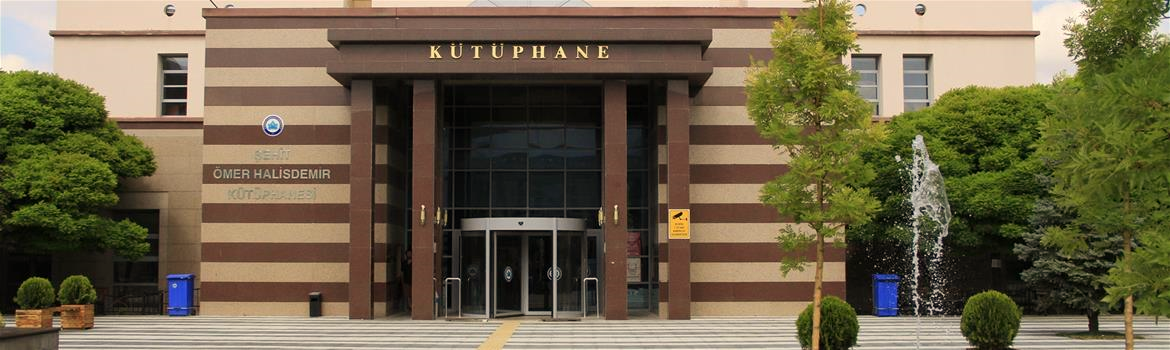 KÜTÜPHANE
ŞEHİT
ÖMER HALİSDEMİR
KÜTÜPHANESİ